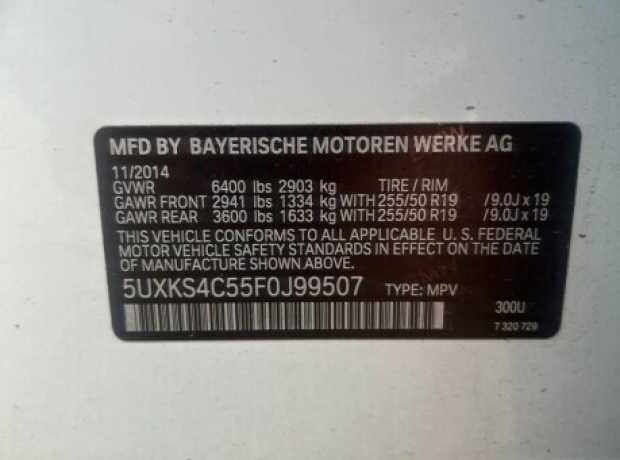 MFD BY BAYERISCHE MOTOREN WERKE AG
11/2014
GVWR 6400 lbs 2903 kg TIRE / RIM
GAWR FRONT 2941 lbs 1334 kg WITH 255/50 R19 /9.0J x 19
GAWR REAR 3600 lbs 1633 kg WITH 255/50 R19 /9.0J x 19
THIS VEHICLE CONFORMS TO ALL APPLICABLE U. S. FEDERAL
MOTOR VEHICLE SAFETY STANDARDS IN EFFECT ON THE DATE
OF MANUFACTURE SHOWN ABOVE.
5UXKS4C55F0J99507 TYPE: MPV
300U
7 320 729